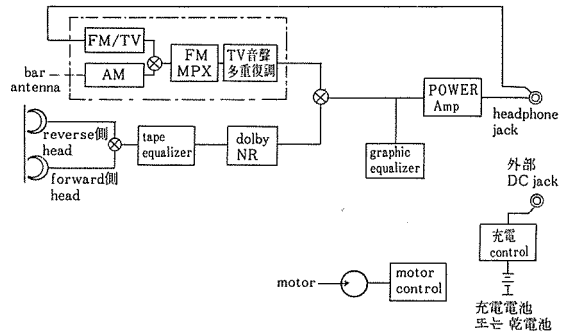 FM/TV
bar
antenna
AM
FM
MPX
TV音聲
多重復調
reverse側
head
forward側
head
tape
equalizer
dolby
NR
graphic
equalizer
POWER
Amp
headphone
jack
外部
DC jack
充電
control
充電電池
또는 乾電池
motor
motor
control